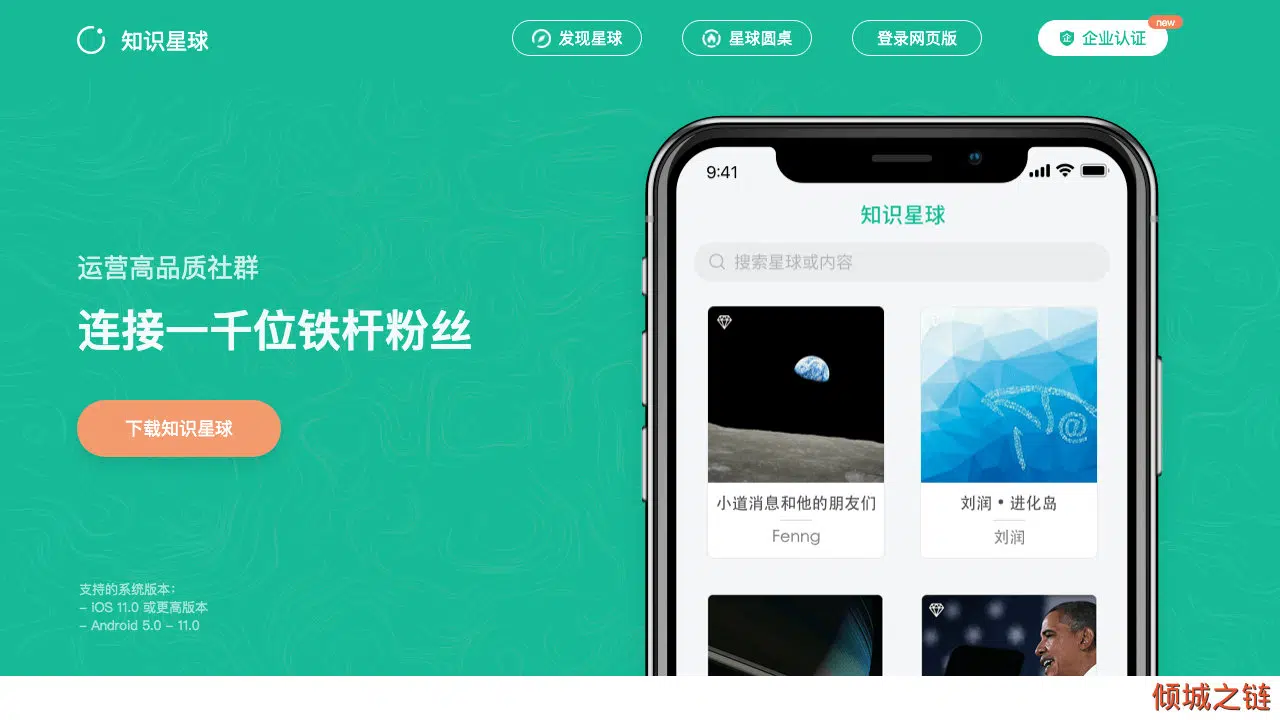 知识星球
发现星球
星球圆桌
登录网页版
企业认证
new
运营高品质社群
连接一千位铁杆粉丝
下载知识星球
支持的系统版本：
- iOS 11.0 或更高版本
- Android 5.0 - 11.0
9:41
知识星球
搜索星球或内容
@
小道消息和他的朋友们
Fenng
刘润·进化岛
刘润
倾城之链